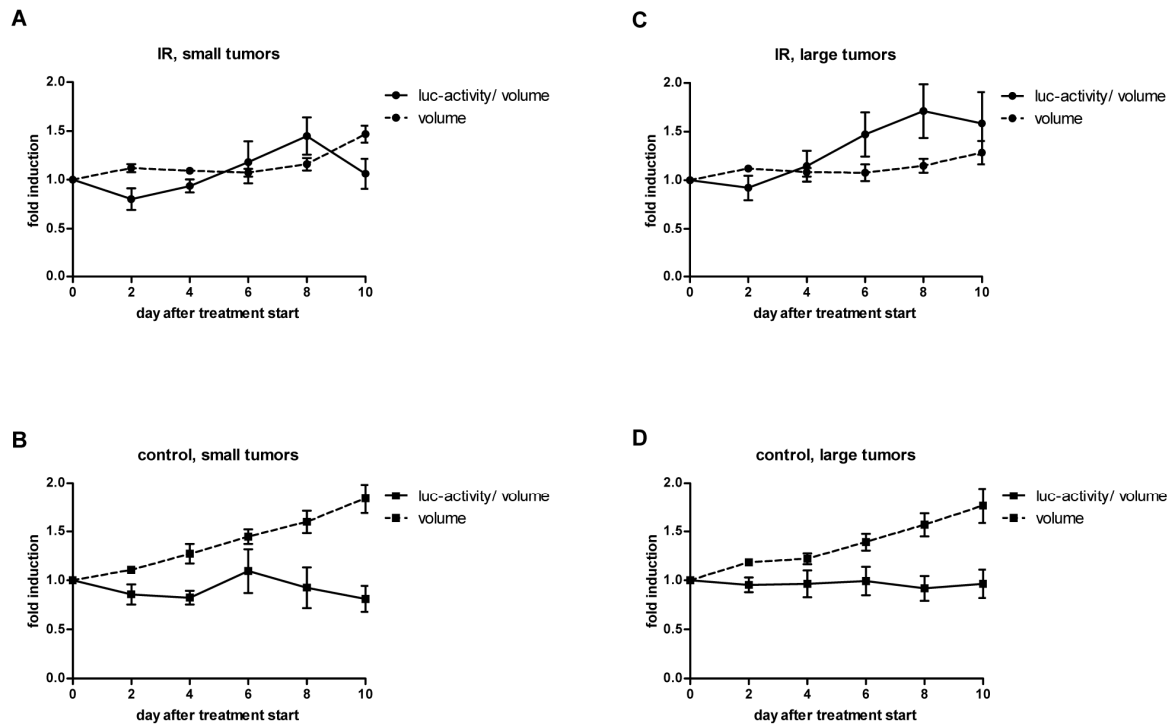 A
IR, small tumors
fold induction
2.0
1.5
1.0
0.5
0.0
0 2 4 6 8 10
day after treatment start
luc-activity/ volume
volume
C
IR, large tumors
fold induction
2.0
1.5
1.0
0.5
0.0
0 2 4 6 8 10
day after treatment start
luc-activity/ volume
volume
B
control, small tumors
fold induction
2.0
1.5
1.0
0.5
0.0
0 2 4 6 8 10
day after treatment start
luc-activity/ volume
volume
D
control, large tumors
fold induction
2.0
1.5
1.0
0.5
0.0
0 2 4 6 8 10
day after treatment start
luc-activity/ volume
volume